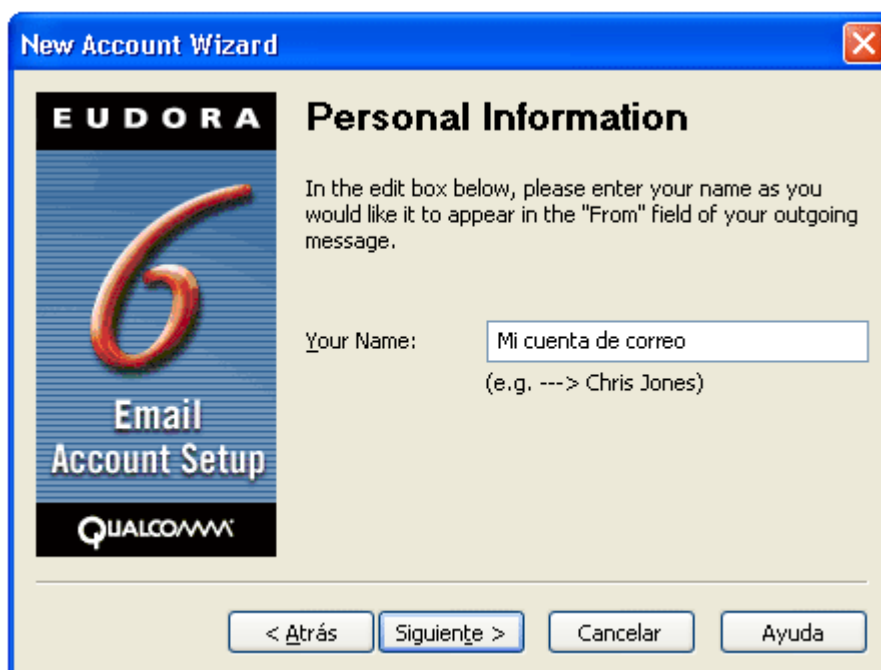 New Account Wizard
EUDORA
6
Email
Account Setup
QUALCOMM
Personal Information
In the edit box below, please enter your name as you
would like it to appear in the "From" field of your outgoing
message.
Your Name: Mi cuenta de correo
(e.g. ---> Chris Jones)
< Atrás Siguiente > Cancelar Ayuda